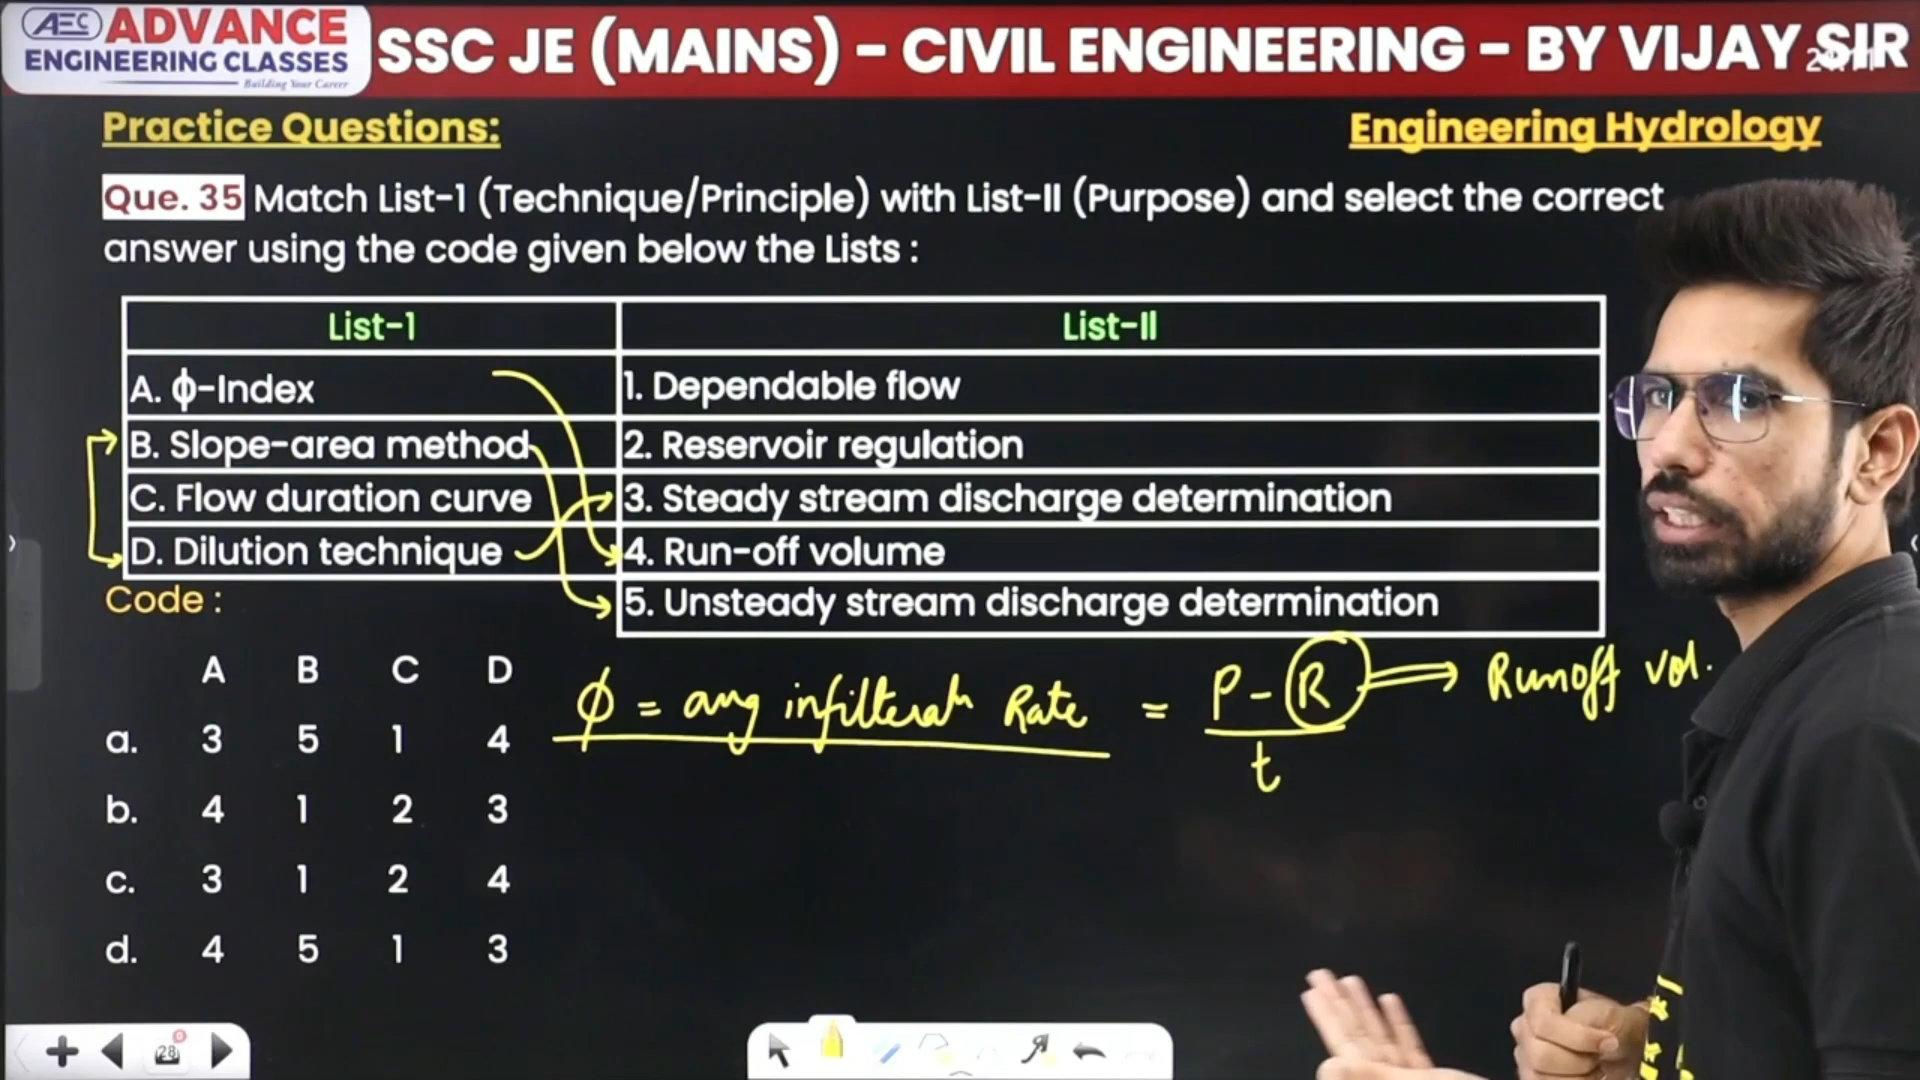 AEC ADVANCE
ENGINEERING CLASSES
Building Your Career
SSC JE (MAINS) - CIVIL ENGINEERING - BY VIJAY SIR
Practice Questions:
Engineering Hydrology
Que. 35 Match List-1 (Technique/Principle) with List-II (Purpose) and select the correct
answer using the code given below the Lists :
List-1 List-II
A. ϕ-Index 1. Dependable flow
B. Slope-area method 2. Reservoir regulation
C. Flow duration curve 3. Steady stream discharge determination
D. Dilution technique 4. Run-off volume
5. Unsteady stream discharge determination
Code :
A B C D
a. 3 5 1 4
b. 4 1 2 3
c. 3 1 2 4
d. 4 5 1 3
ϕ = avg infilterat Rate = P - R / t ⇒ Runoff vol.
28